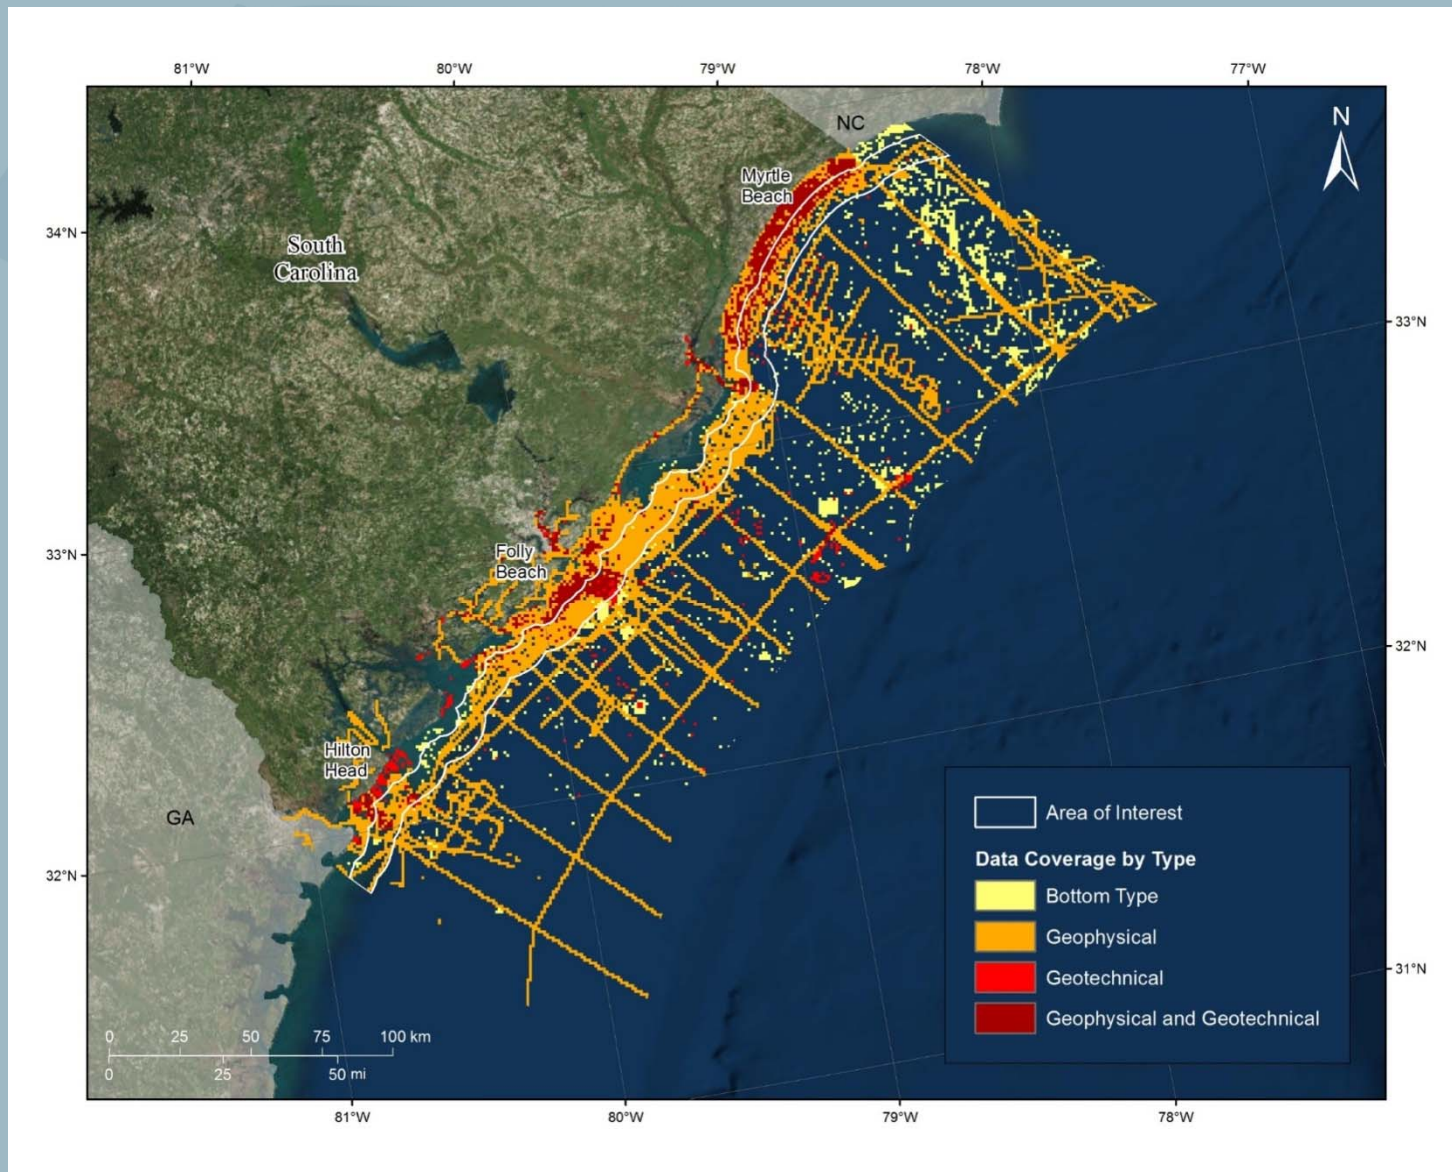 81°W 80°W 79°W 78°W 77°W
N
NC
Myrtle
Beach
34°N
South
Carolina
33°N
33°N
Folly
Beach
32°N
Hilton
Head
GA
32°N
31°N
Area of Interest
Data Coverage by Type
Bottom Type
Geophysical
Geotechnical
Geophysical and Geotechnical
0 25 50 75 100 km
0 25 50 mi
81°W 80°W 79°W 78°W